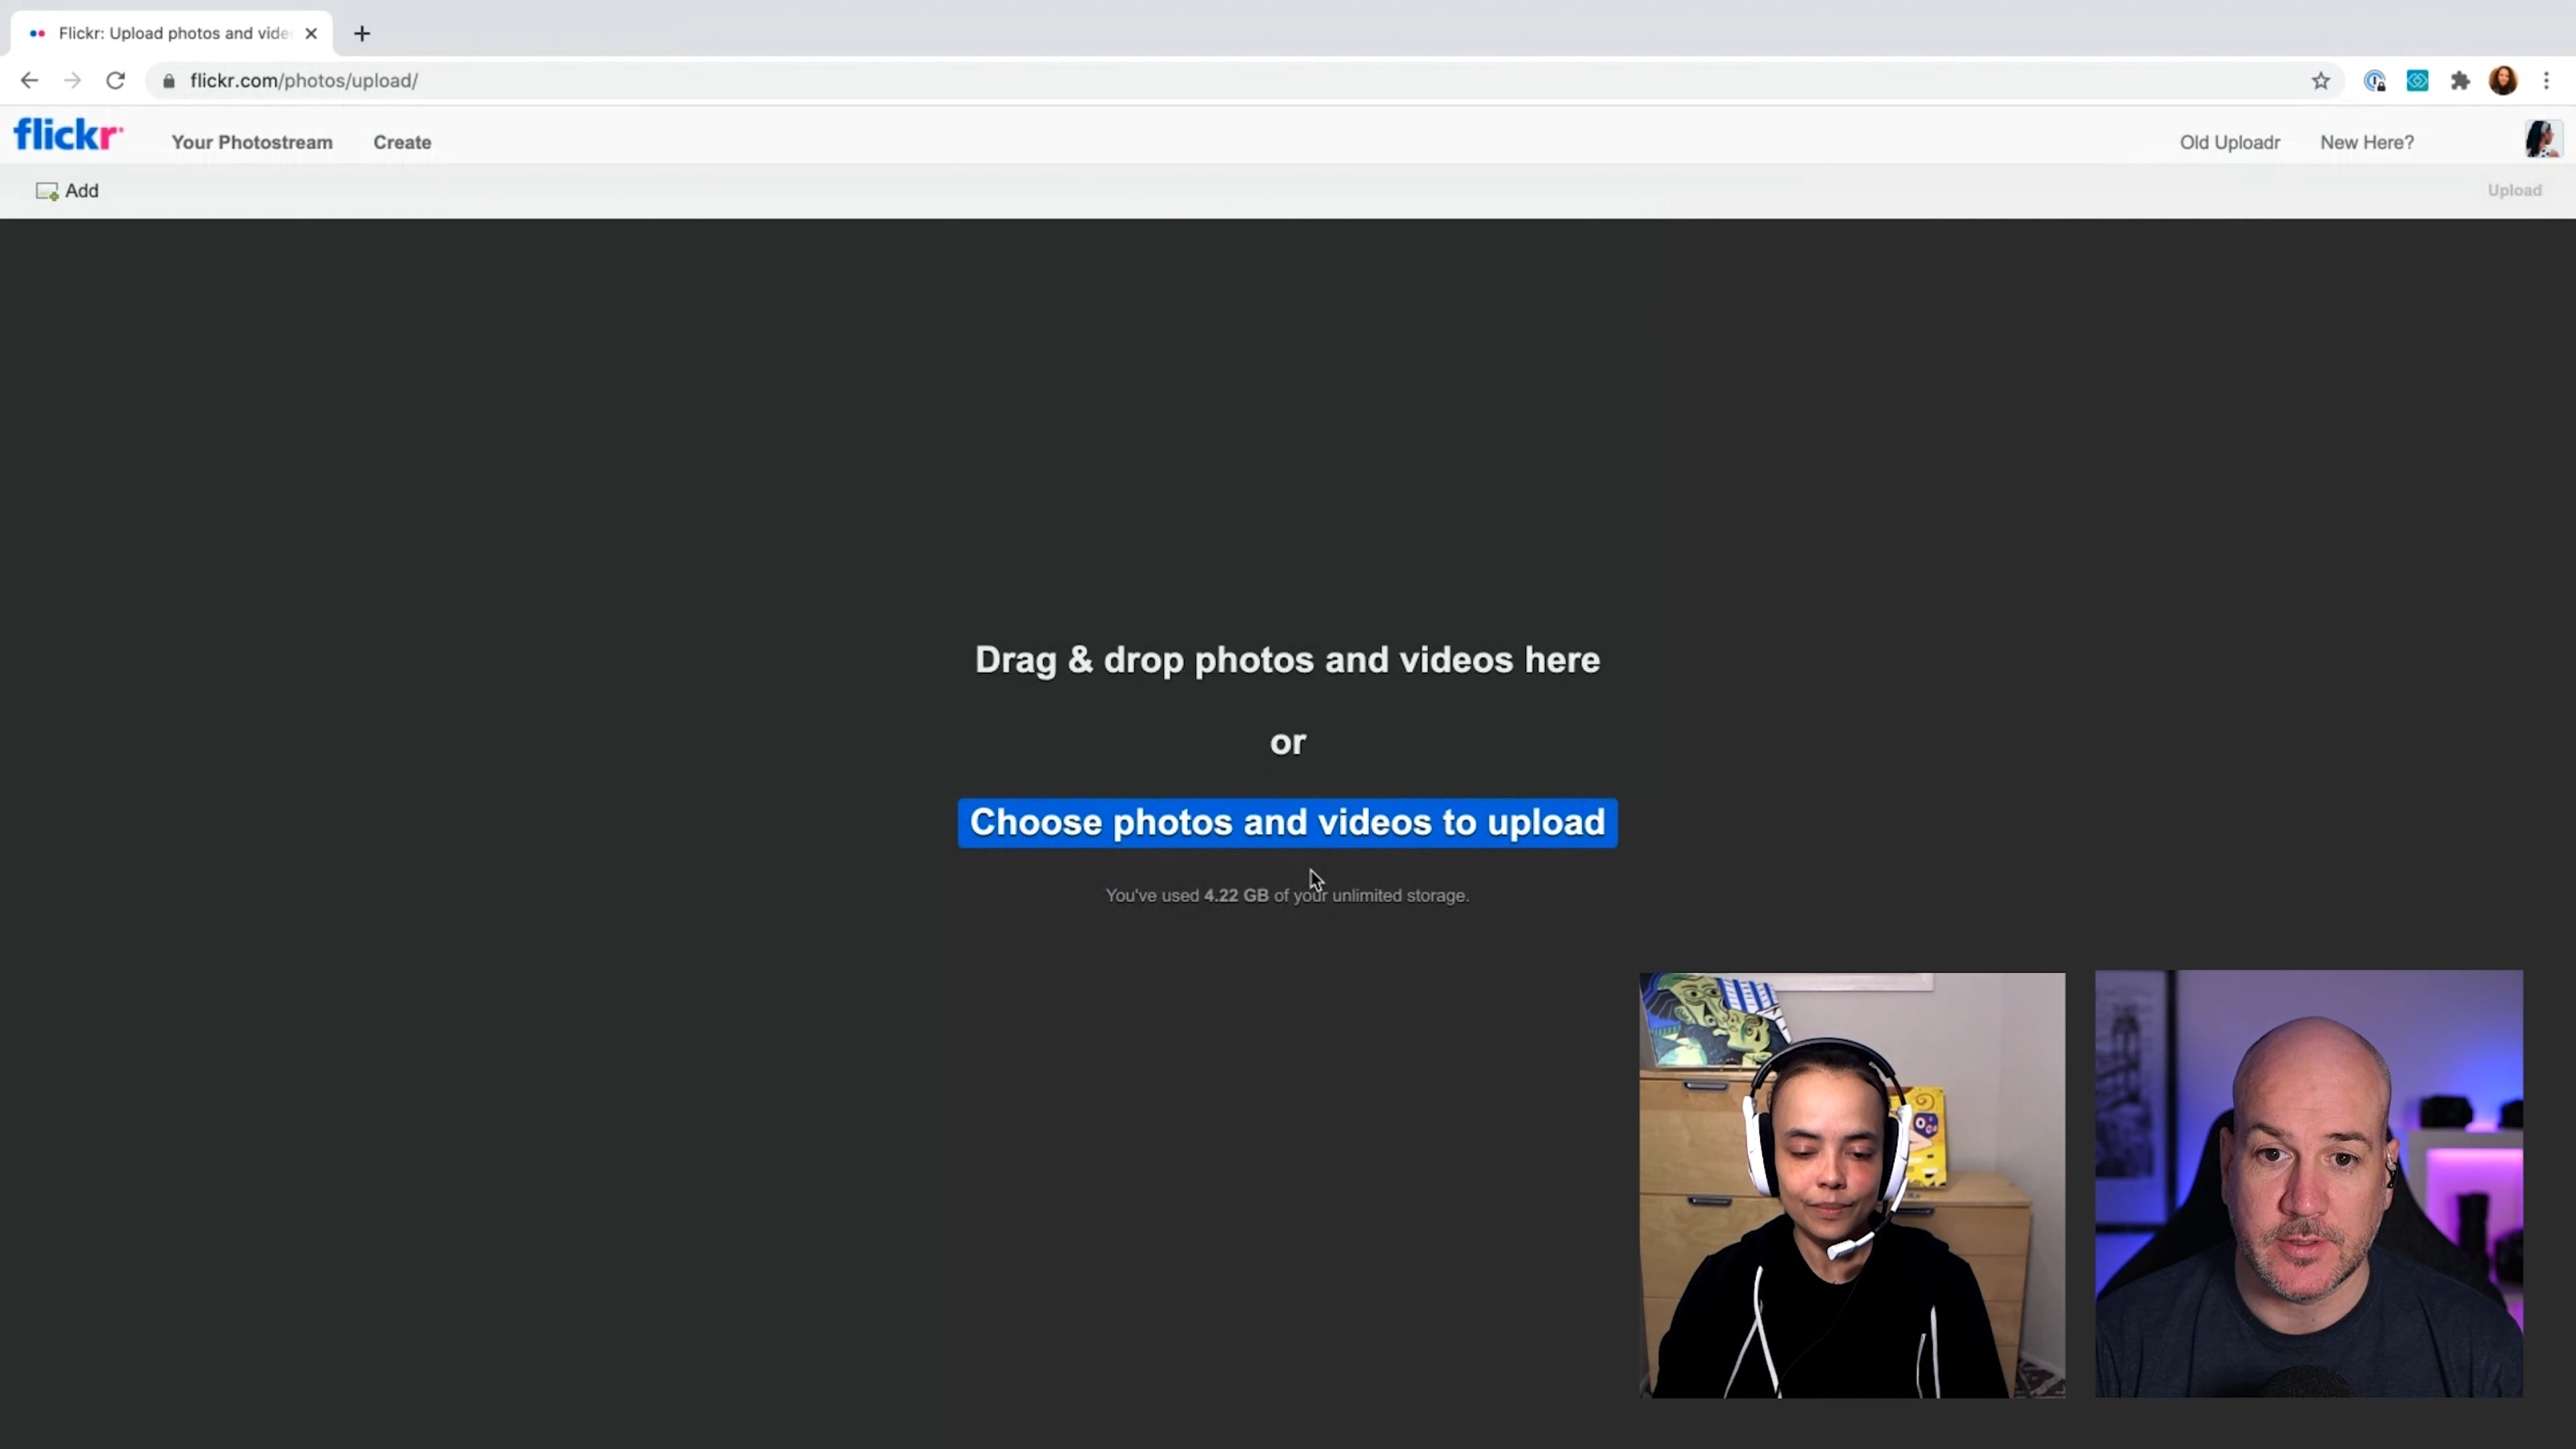 Flickr: Upload photos and vide
flickr.com/photos/upload/
flickr
Your Photostream
Create
Old Uploadr
New Here?
Add
Upload
Drag & drop photos and videos here
or
Choose photos and videos to upload
You've used 4.22 GB of your unlimited storage.